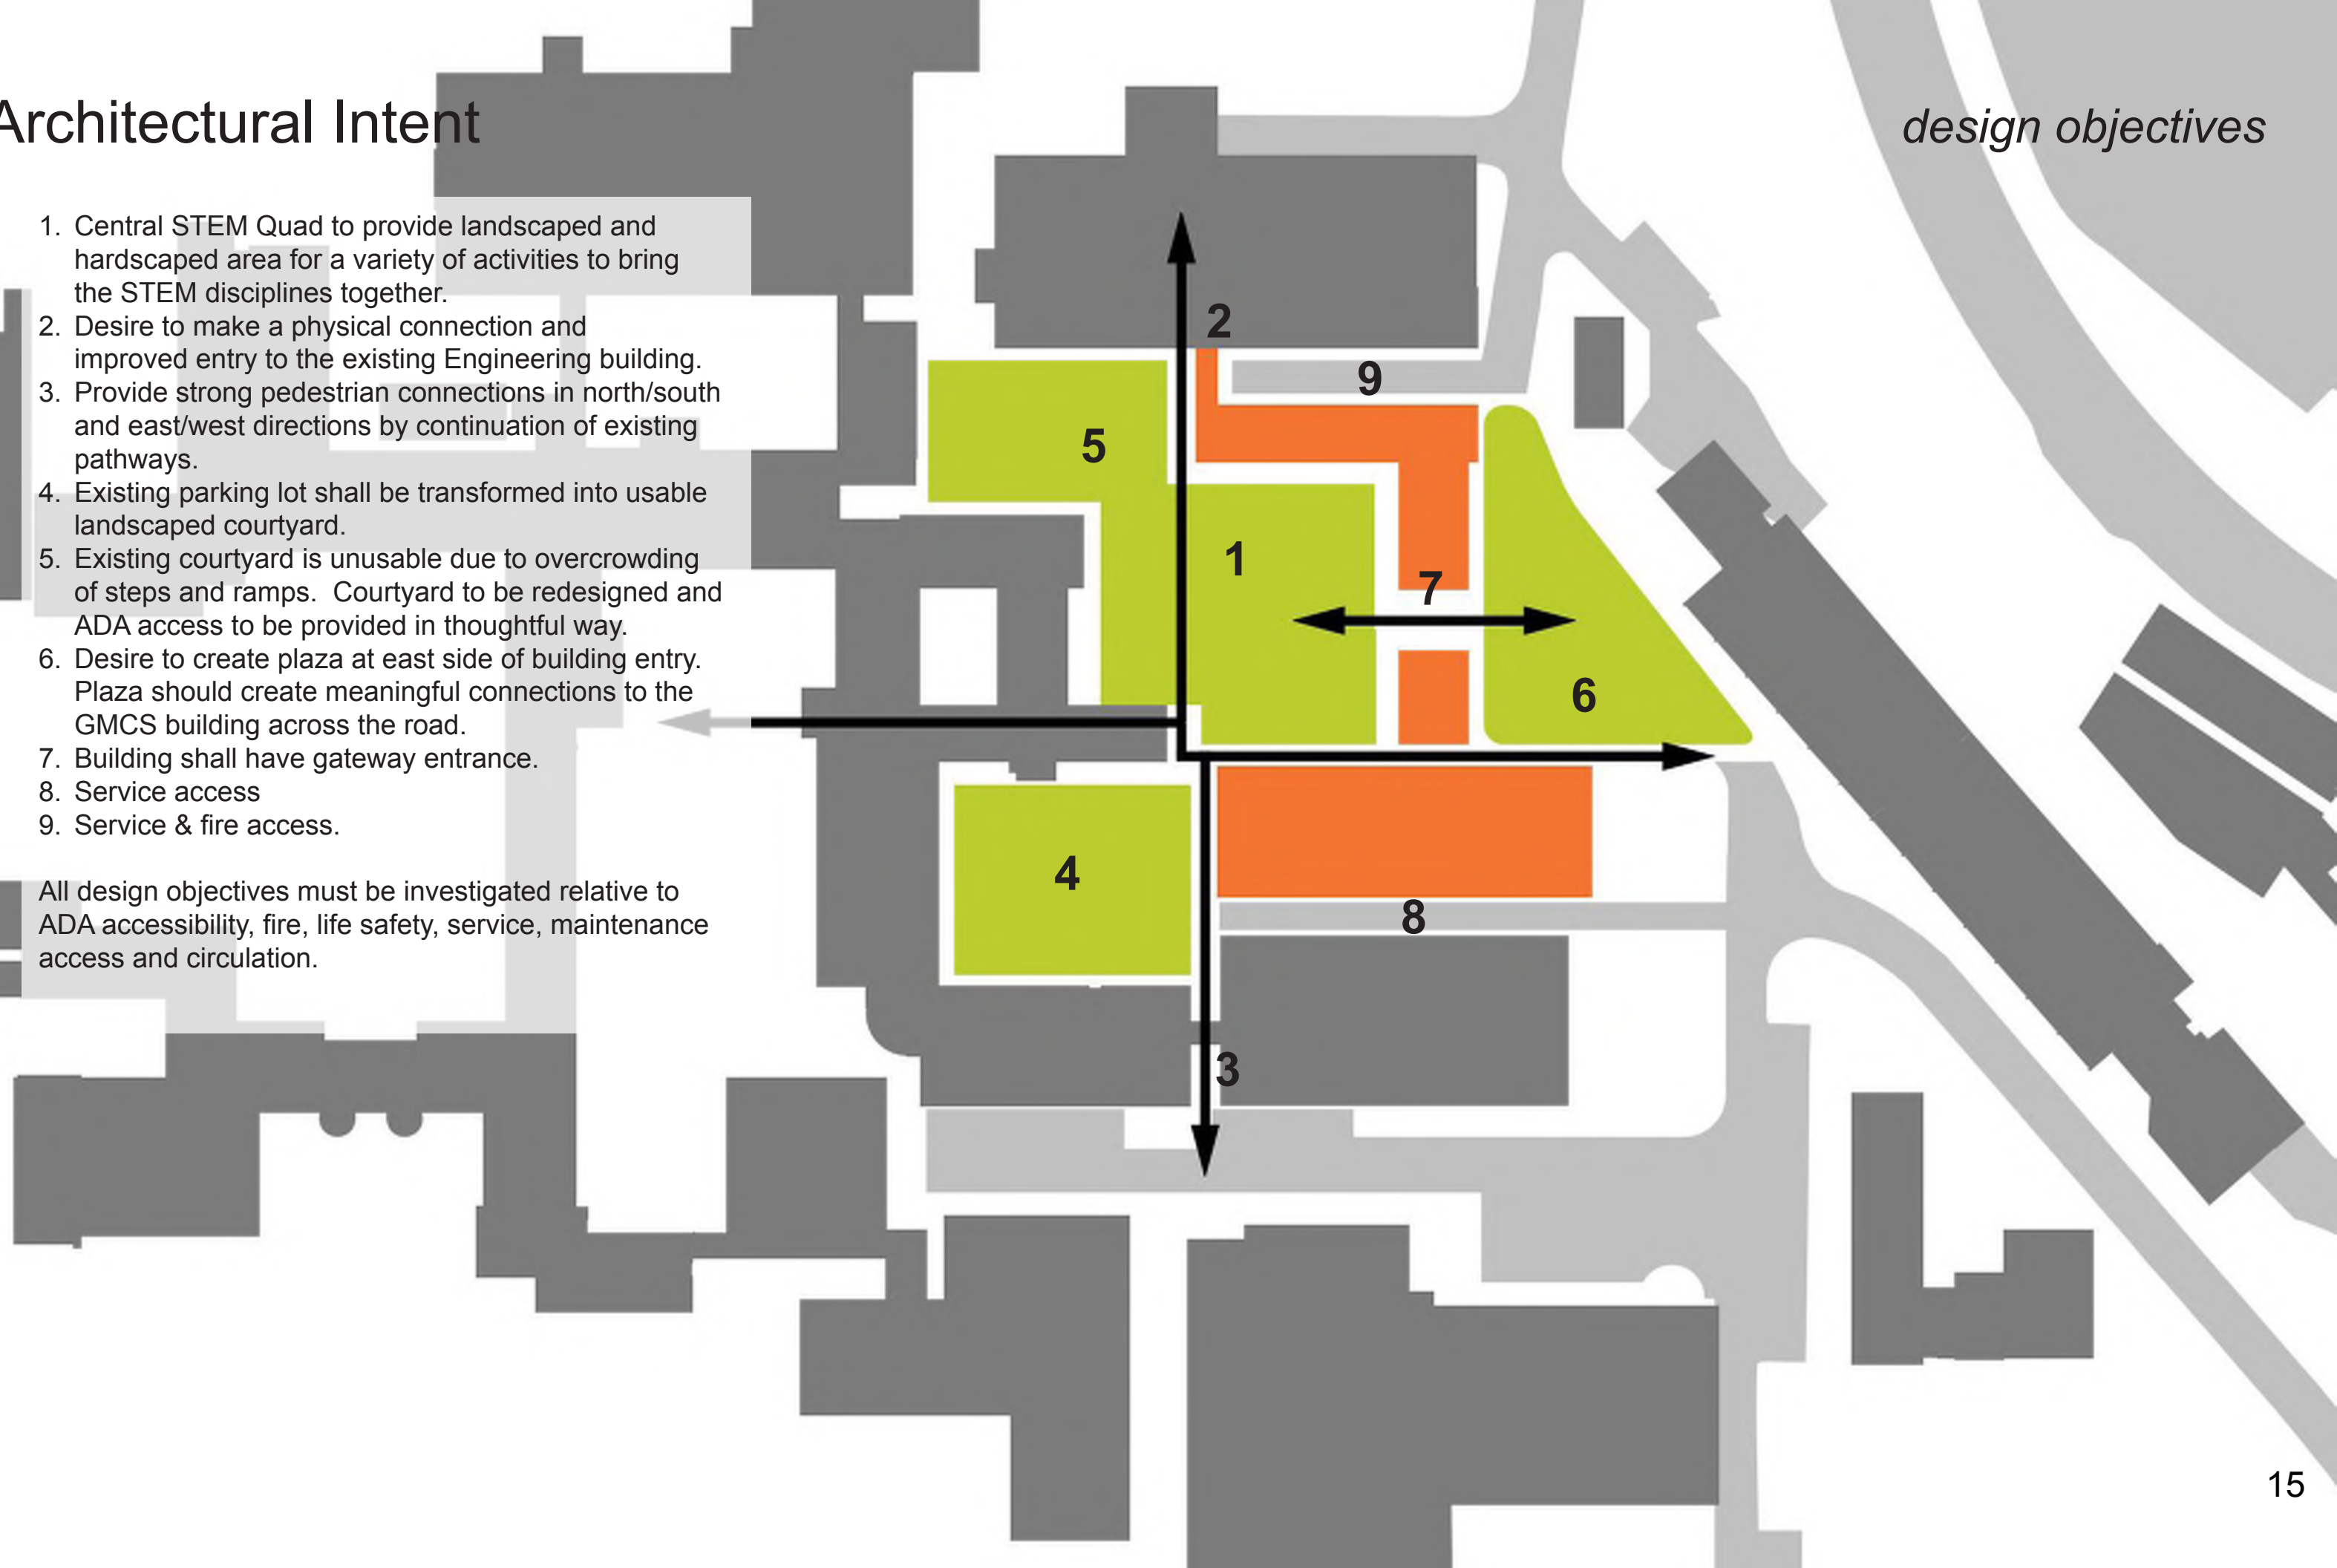 Architectural Intent
design objectives
1. Central STEM Quad to provide landscaped and
hardscaped area for a variety of activities to bring
the STEM disciplines together.
2. Desire to make a physical connection and
improved entry to the existing Engineering building.
3. Provide strong pedestrian connections in north/south
and east/west directions by continuation of existing
pathways.
4. Existing parking lot shall be transformed into usable
landscaped courtyard.
5. Existing courtyard is unusable due to overcrowding
of steps and ramps.  Courtyard to be redesigned and
ADA access to be provided in thoughtful way.
6. Desire to create plaza at east side of building entry.
Plaza should create meaningful connections to the
GMCS building across the road.
7. Building shall have gateway entrance.
8. Service access
9. Service & fire access.
All design objectives must be investigated relative to
ADA accessibility, fire, life safety, service, maintenance
access and circulation.
2
9
5
1
7
6
4
8
3
15